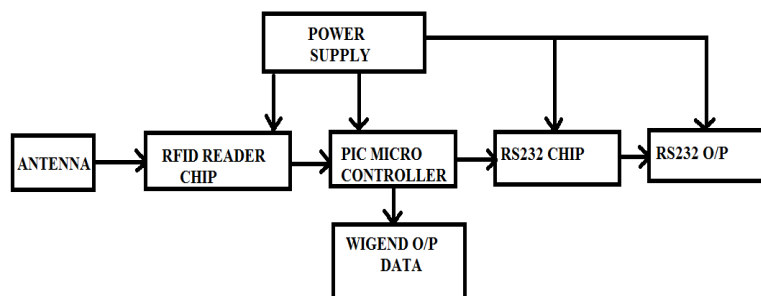 POWER
SUPPLY
ANTENNA
RFID READER
CHIP
PIC MICRO
CONTROLLER
RS232 CHIP
RS232 O/P
WIGEND O/P
DATA